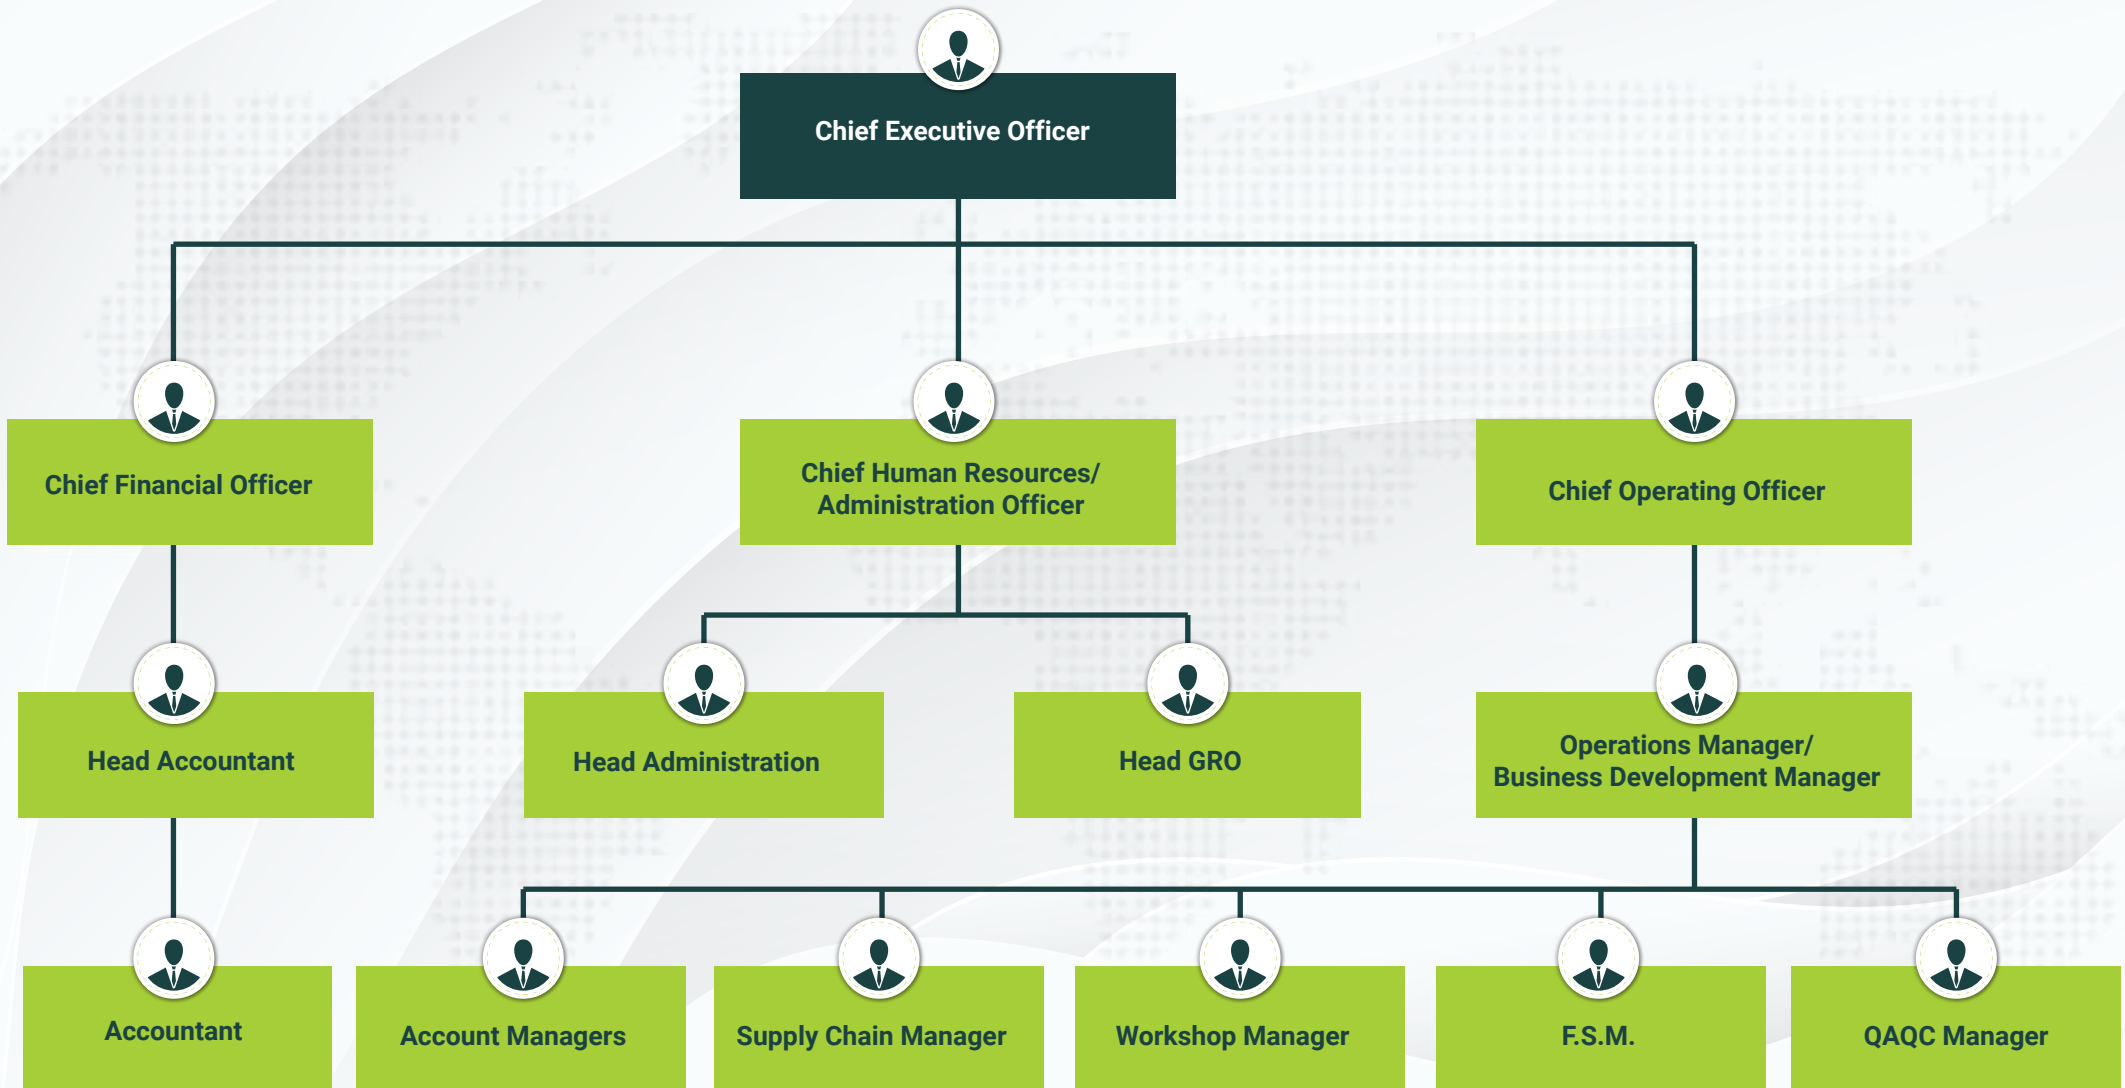 Chief Executive Officer
Chief Financial Officer
Chief Human Resources/
Administration Officer
Chief Operating Officer
Head Accountant
Head Administration
Head GRO
Operations Manager/
Business Development Manager
Accountant
Account Managers
Supply Chain Manager
Workshop Manager
F.S.M.
QAQC Manager